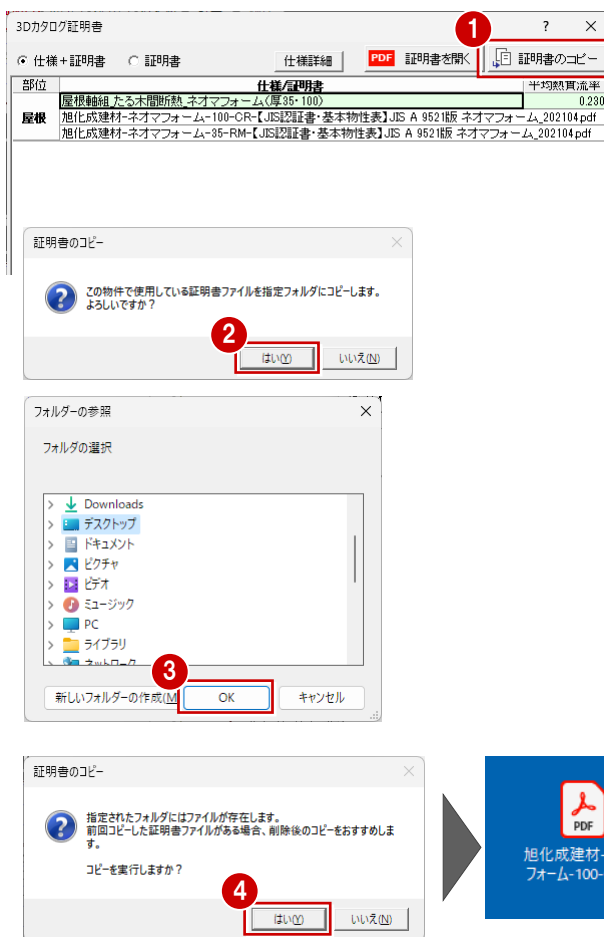 3Dカタログ証明書
? ×
1
仕様+証明書 証明書 仕様詳細 PDF 証明書を開く 証明書のコピー
部位 仕様/証明書 平均熱貫流率
屋根軸組_たる木間断熱_ネオマフォーム(厚35・100) 0.230
屋根 旭化成建材-ネオマフォーム-100-CR-【JIS認証書・基本物性表】JIS A 9521版 ネオマフォーム_202104.pdf
旭化成建材-ネオマフォーム-35-RM-【JIS認証書・基本物性表】JIS A 9521版 ネオマフォーム_202104.pdf
証明書のコピー
この物件で使用している証明書ファイルを指定フォルダにコピーします。
よろしいですか?
2
はい(Y) いいえ(N)
フォルダーの参照
フォルダの選択
Downloads
デスクトップ
ドキュメント
ピクチャ
ビデオ
ミュージック
PC
ライブラリ
ネットワーク
3
新しいフォルダーの作成(M OK キャンセル
証明書のコピー
指定されたフォルダにはファイルが存在します。
前回コピーした証明書ファイルがある場合、削除後のコピーをおすすめしま
す。
コピーを実行しますか?
4
はい(Y) いいえ(N)
PDF
旭化成建材-
フォーム-100-